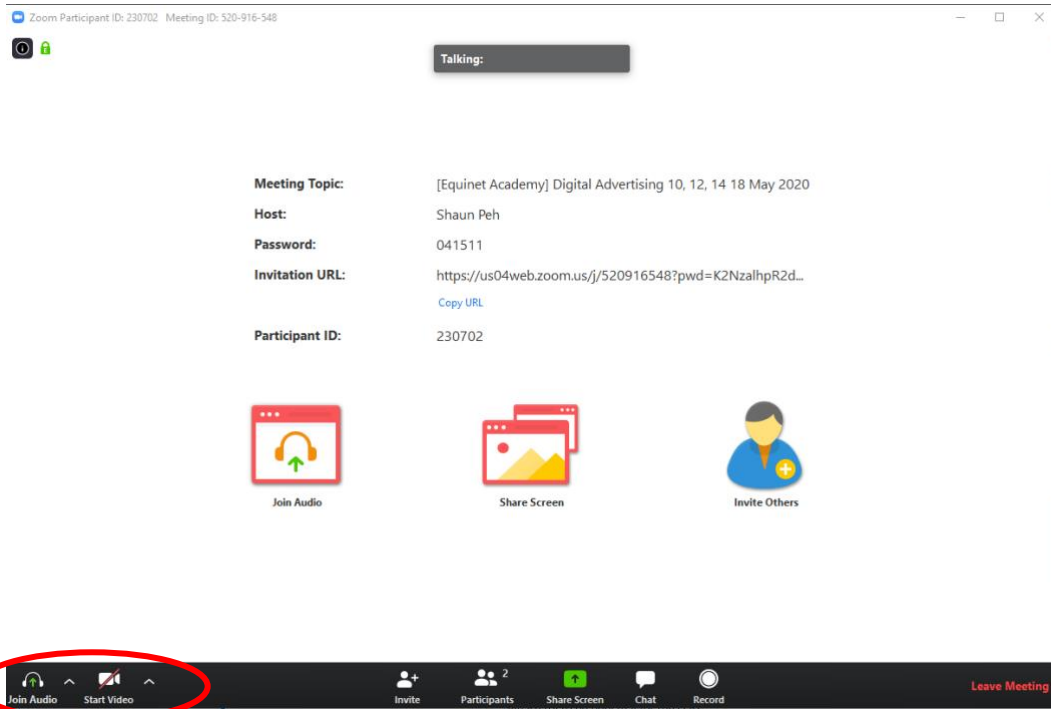 Zoom Participant ID: 230702 Meeting ID: 520-916-548
Talking:
Meeting Topic: [Equinet Academy] Digital Advertising 10, 12, 14 18 May 2020
Host: Shaun Peh
Password: 041511
Invitation URL: https://us04web.zoom.us/j/520916548?pwd=K2NzalhpR2d...
Copy URL
Participant ID: 230702
Join Audio Share Screen Invite Others
2
Join Audio Start Video Invite Participants Share Screen Chat Record Leave Meeting